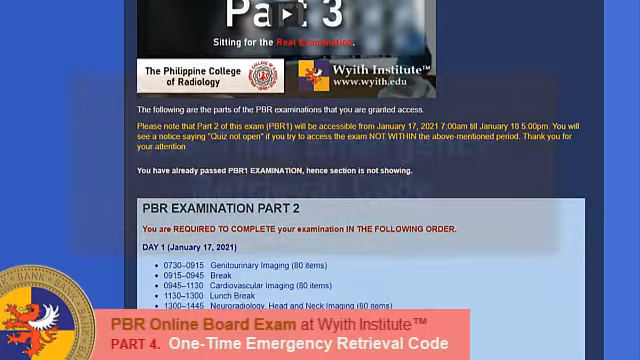 Part 3
Sitting for the Real Examination.
The Philippine College
of Radiology
Wyith Institute™
www.wyith.edu
The following are the parts of the PBR examinations that you are granted access.
Please note that Part 2 of this exam (PBR1) will be accessible from January 17, 2021 7:00am till January 18 5:00pm. You will
see a notice saying "Quiz not open" if you try to access the exam NOT WITHIN the above-mentioned period. Thank you for
your attention.
You have already passed PBR1 EXAMINATION, hence section is not showing.
PBR EXAMINATION PART 2
You are REQUIRED TO COMPLETE your examination IN THE FOLLOWING ORDER.
DAY 1 (January 17, 2021)
• 0730–0915 Genitourinary Imaging (80 items)
• 0915–0945 Break
• 0945–1130 Cardiovascular Imaging (80 items)
• 1130–1300 Lunch Break
• 1300–1445 Neuroradiology, Head and Neck Imaging (80 items)
PBR Online Board Exam at Wyith Institute™
PART 4. One-Time Emergency Retrieval Code